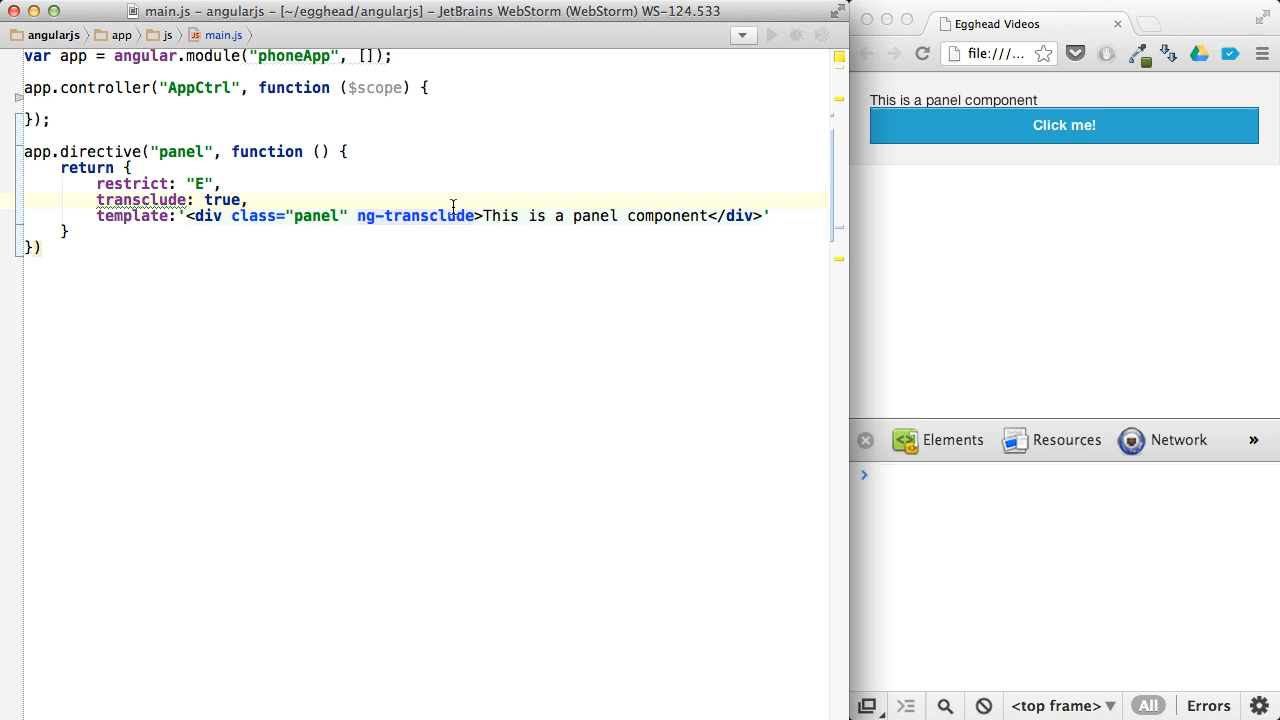 main.js – angularjs – [~/egghead/angularjs] – JetBrains WebStorm (WebStorm) WS-124.533
angularjs app js main.js
var app = angular.module("phoneApp", []);
app.controller("AppCtrl", function ($scope) {
});
app.directive("panel", function () {
return {
restrict: "E",
transclude: true,
template:'<div class="panel" ng-transclude>This is a panel component</div>'
}
})
Egghead Videos
file:///...
This is a panel component
Click me!
Elements Resources Network »
<top frame> All Errors